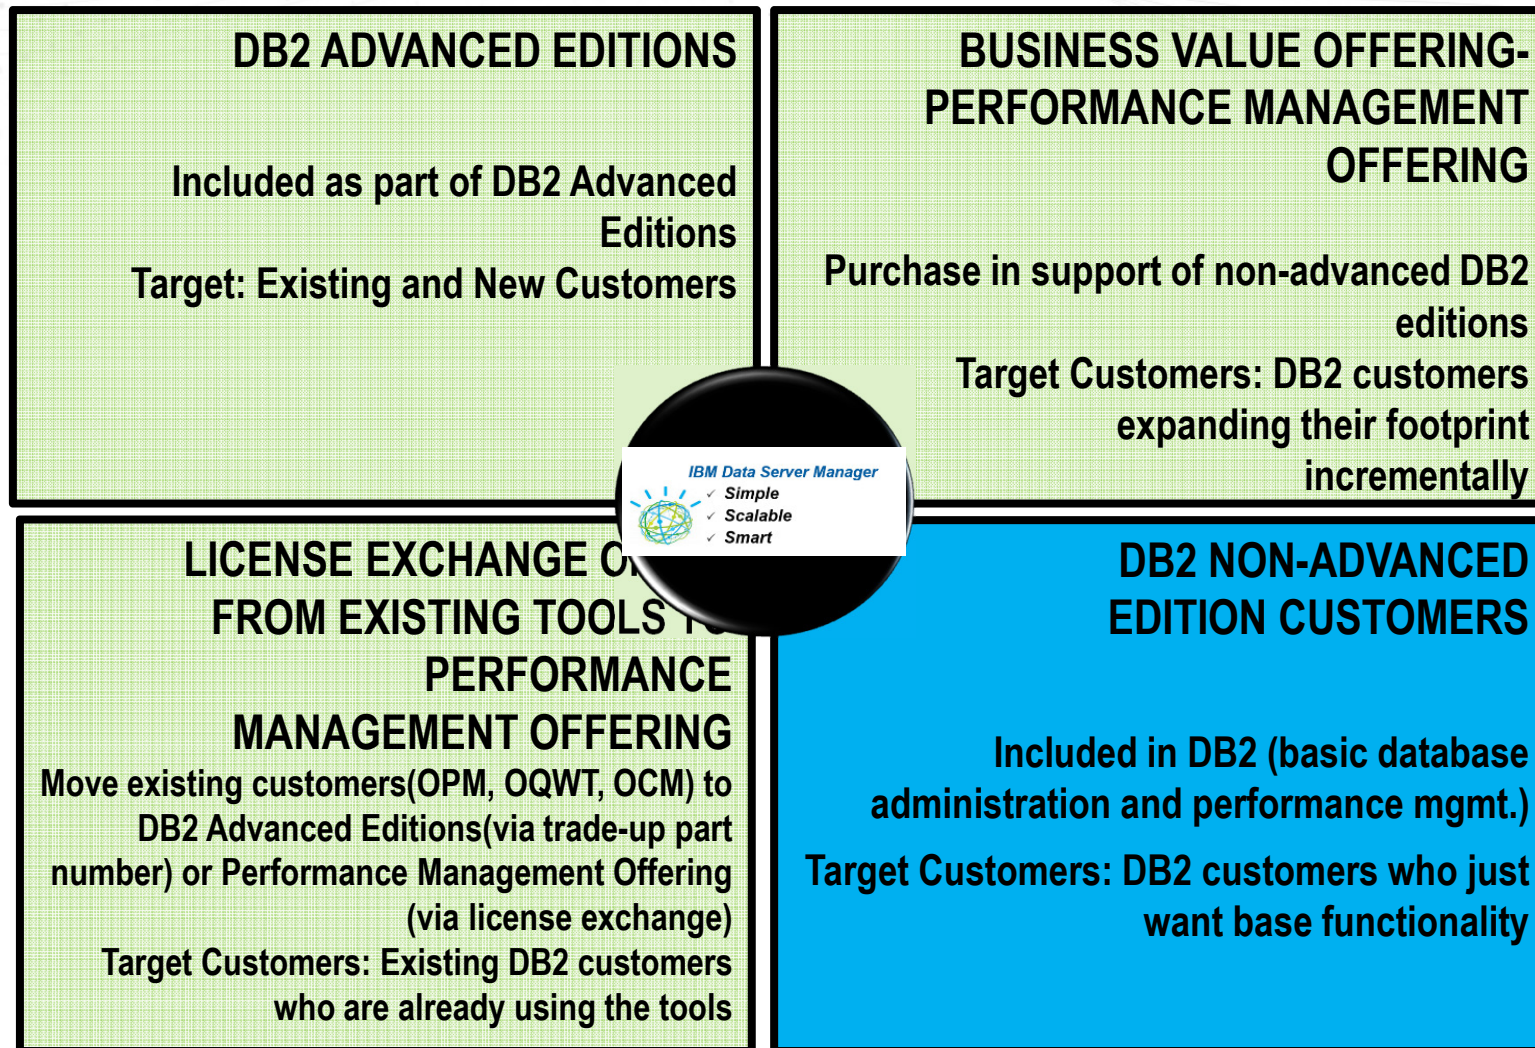 DB2 ADVANCED EDITIONS
Included as part of DB2 Advanced
Editions
Target: Existing and New Customers
BUSINESS VALUE OFFERING-
PERFORMANCE MANAGEMENT
OFFERING
Purchase in support of non-advanced DB2
editions
Target Customers: DB2 customers
expanding their footprint
incrementally
IBM Data Server Manager
✓ Simple
✓ Scalable
✓ Smart
LICENSE EXCHANGE
FROM EXISTING TOOLS
PERFORMANCE
MANAGEMENT OFFERING
Move existing customers(OPM, OQWT, OCM) to
DB2 Advanced Editions(via trade-up part
number) or Performance Management Offering
(via license exchange)
Target Customers: Existing DB2 customers
who are already using the tools
DB2 NON-ADVANCED
EDITION CUSTOMERS
Included in DB2 (basic database
administration and performance mgmt.)
Target Customers: DB2 customers who just
want base functionality